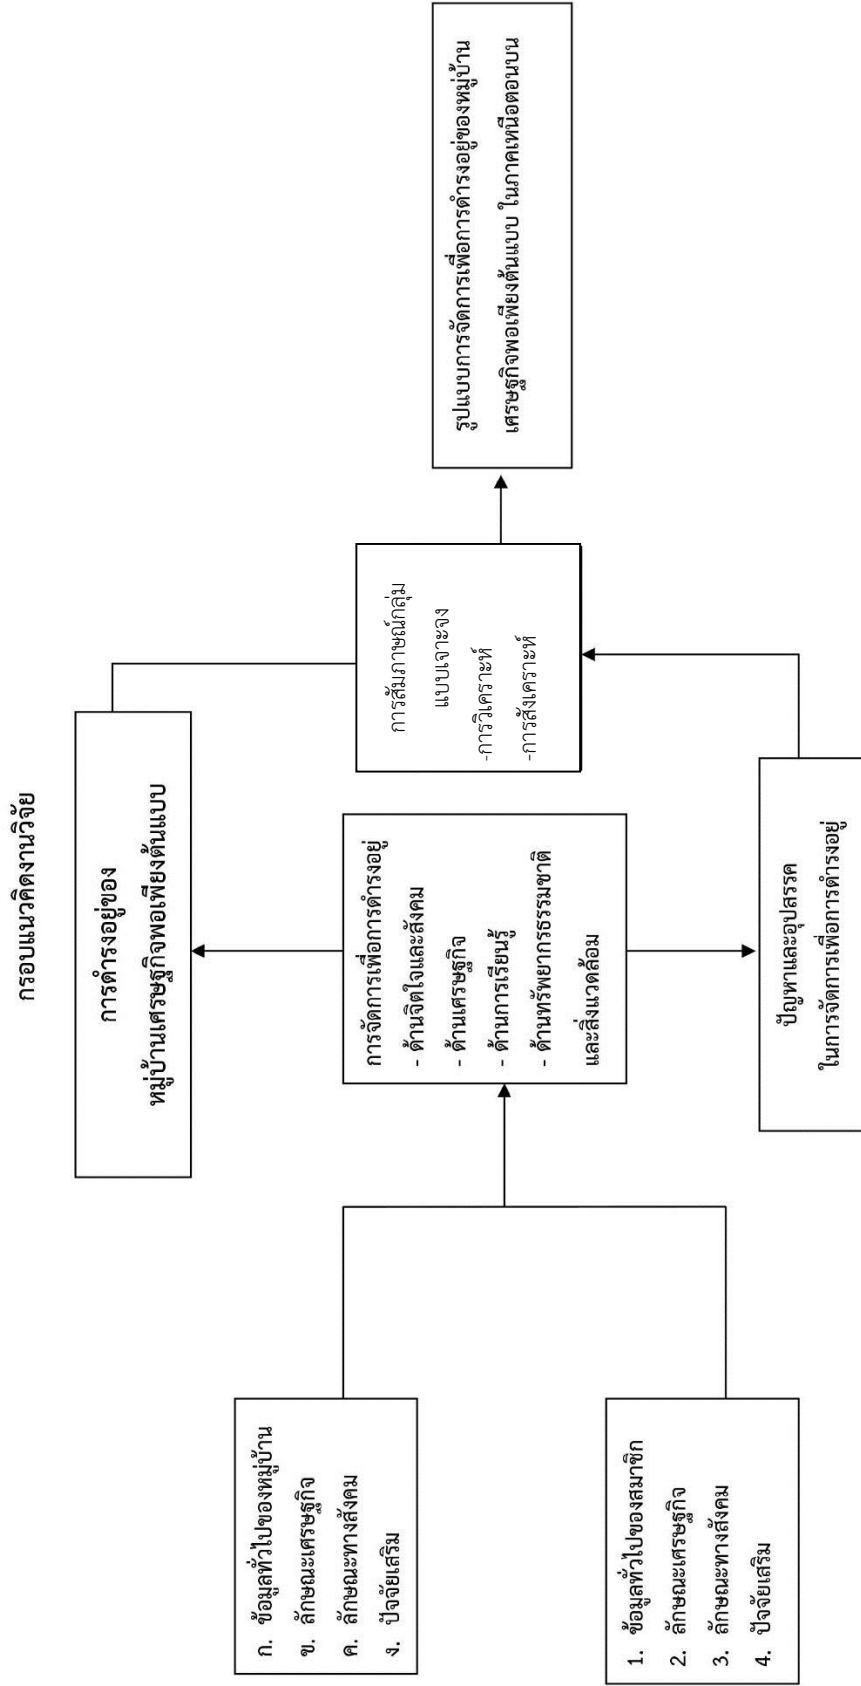 กรอบแนวคิดงานวิจัย
ก. ข้อมูลทั่วไปของหมู่บ้าน
ข. ลักษณะเศรษฐกิจ
ค. ลักษณะทางสังคม
ง. ปัจจัยเสริม
1. ข้อมูลทั่วไปของสมาชิก
2. ลักษณะเศรษฐกิจ
3. ลักษณะทางสังคม
4. ปัจจัยเสริม
การดำรงอยู่ของ
หมู่บ้านเศรษฐกิจพอเพียงต้นแบบ
การจัดการเพื่อการดำรงอยู่
- ด้านจิตใจและสังคม
- ด้านเศรษฐกิจ
- ด้านการเรียนรู้
- ด้านทรัพยากรธรรมชาติ
และสิ่งแวดล้อม
ปัญหาและอุปสรรค
ในการจัดการเพื่อการดำรงอยู่
การสัมภาษณ์กลุ่ม
แบบเจาะจง
-การวิเคราะห์
-การสังเคราะห์
รูปแบบการจัดการเพื่อการดำรงอยู่ของหมู่บ้าน
เศรษฐกิจพอเพียงต้นแบบ ในภาคเหนือตอนบน